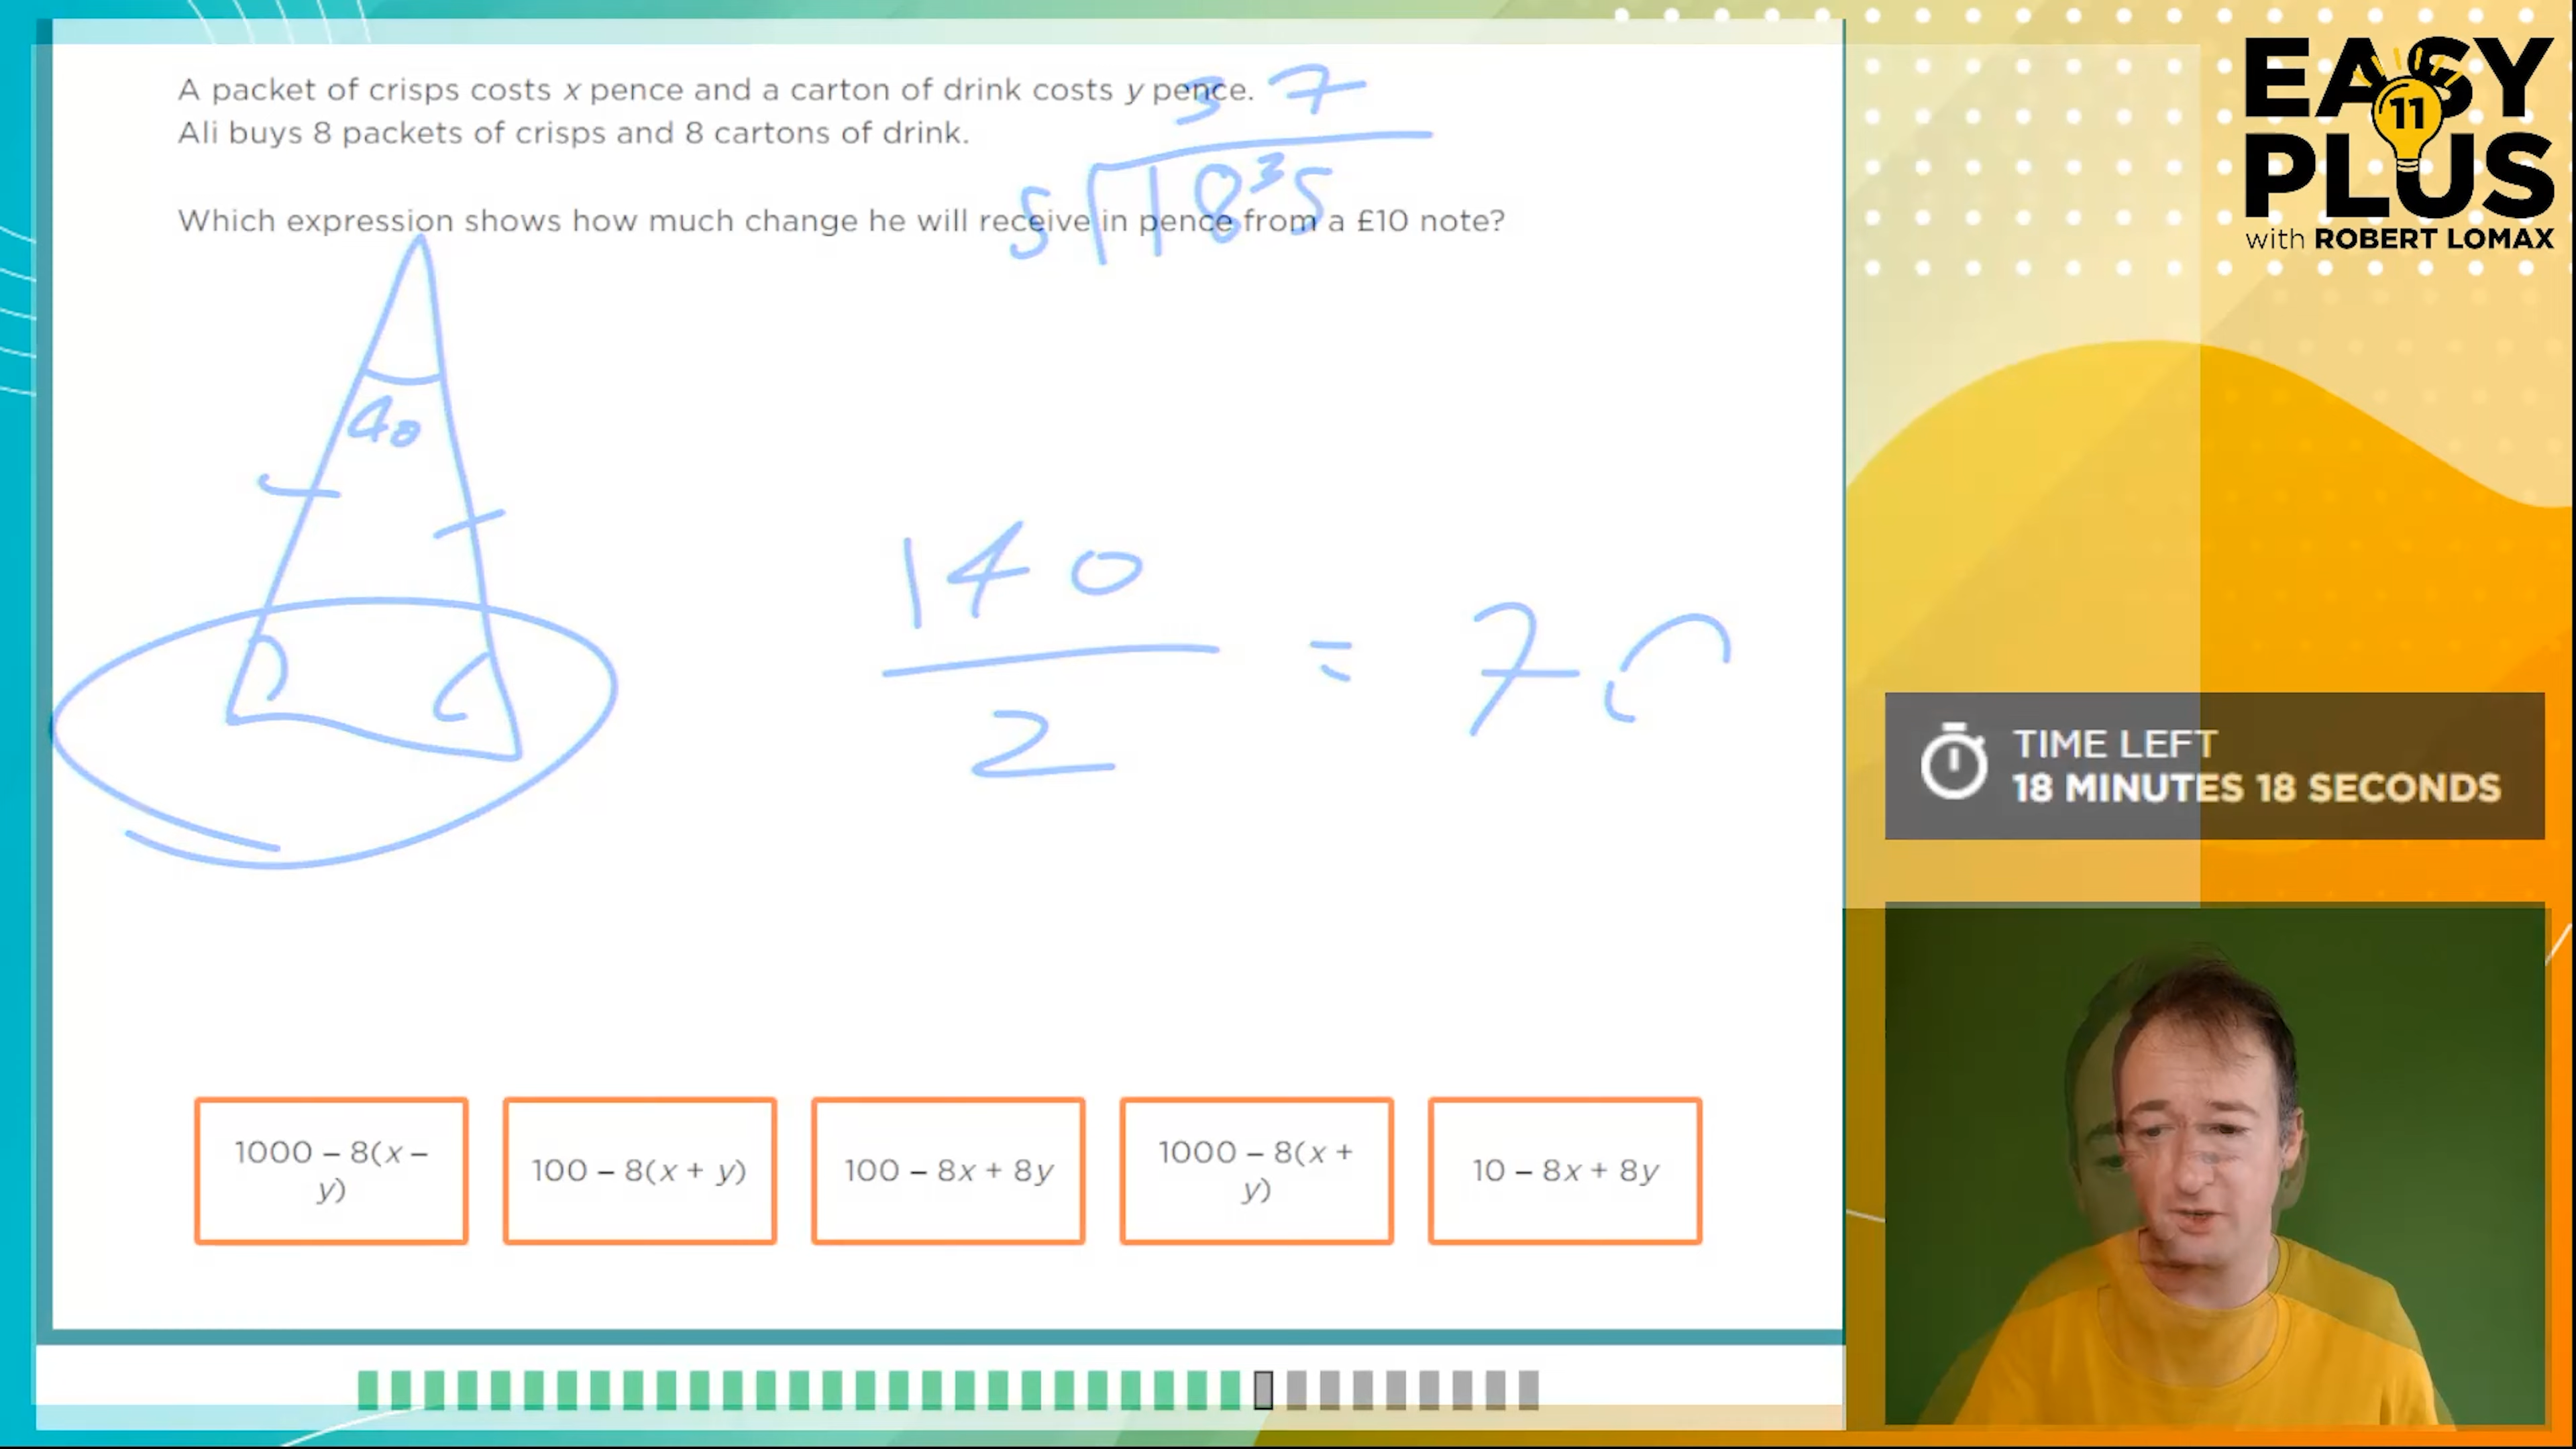 A packet of crisps costs x pence and a carton of drink costs y pence.
Ali buys 8 packets of crisps and 8 cartons of drink.
Which expression shows how much change he will receive in pence from a £10 note?
3 7
5 18³5
40
140
2
= 70
1000 – 8(x –
y)
100 – 8(x + y)
100 – 8x + 8y
1000 – 8(x +
y)
10 – 8x + 8y
EASY
11
PLUS
with ROBERT LOMAX
TIME LEFT
18 MINUTES 18 SECONDS